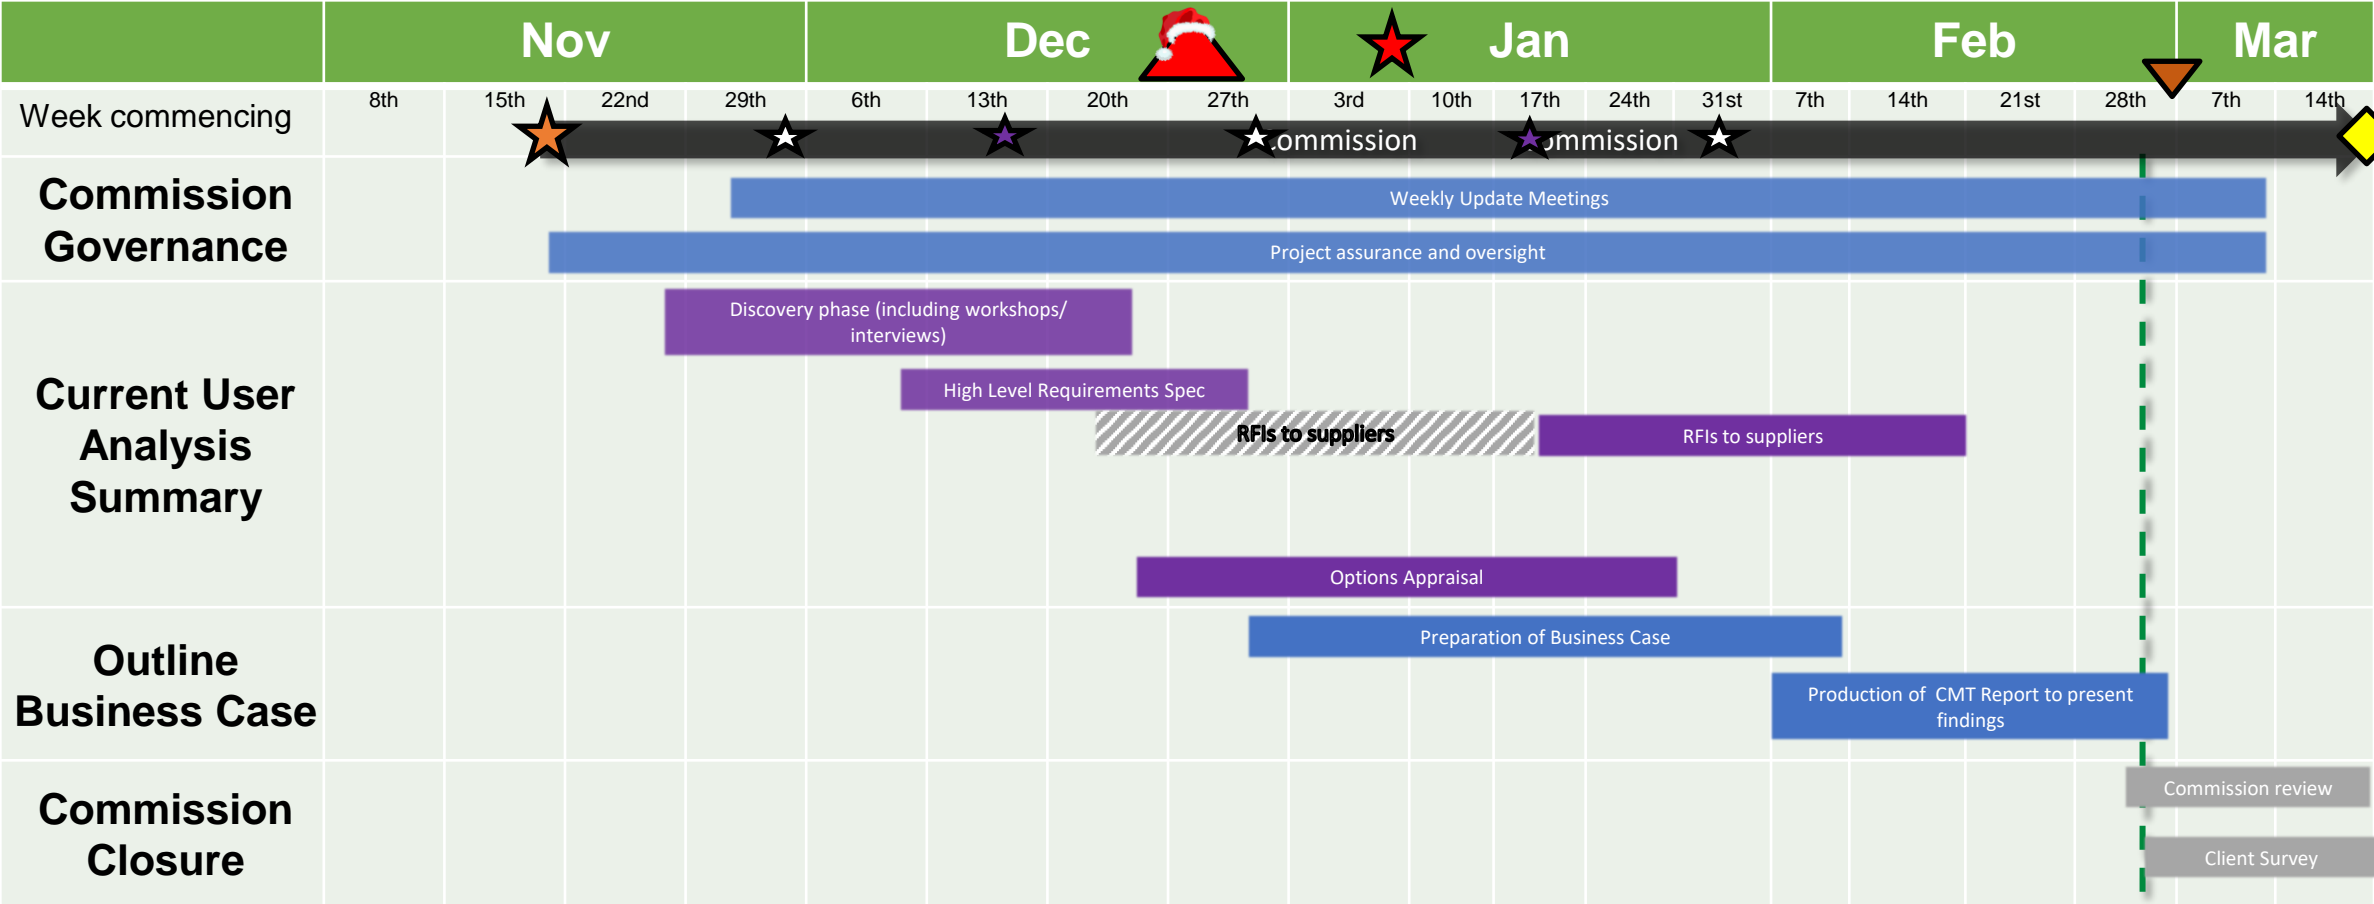 Nov Dec Jan Feb Mar
Week commencing 8th 15th 22nd 29th 6th 13th 20th 27th 3rd 10th 17th 24th 31st 7th 14th 21st 28th 7th 14th
ommission ommission
Commission
Governance
Weekly Update Meetings
Project assurance and oversight
Current User
Analysis
Summary
Discovery phase (including workshops/
interviews)
High Level Requirements Spec
RFIs to suppliers RFIs to suppliers
Options Appraisal
Outline
Business Case
Preparation of Business Case
Production of CMT Report to present
findings
Commission
Closure
Commission review
Client Survey